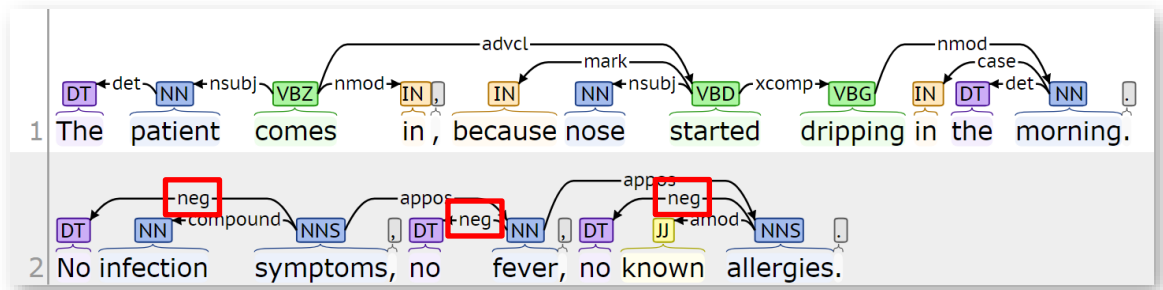 advcl
mark nmod
case
DT det NN nsubj VBZ nmod IN , IN NN nsubj VBD xcomp VBG IN DT det NN .
1 The patient comes in , because nose started dripping in the morning.
appos
neg appos neg
DT compound NN NNS , DT neg NN , DT JJ amod NNS .
2 No infection symptoms, no fever, no known allergies.